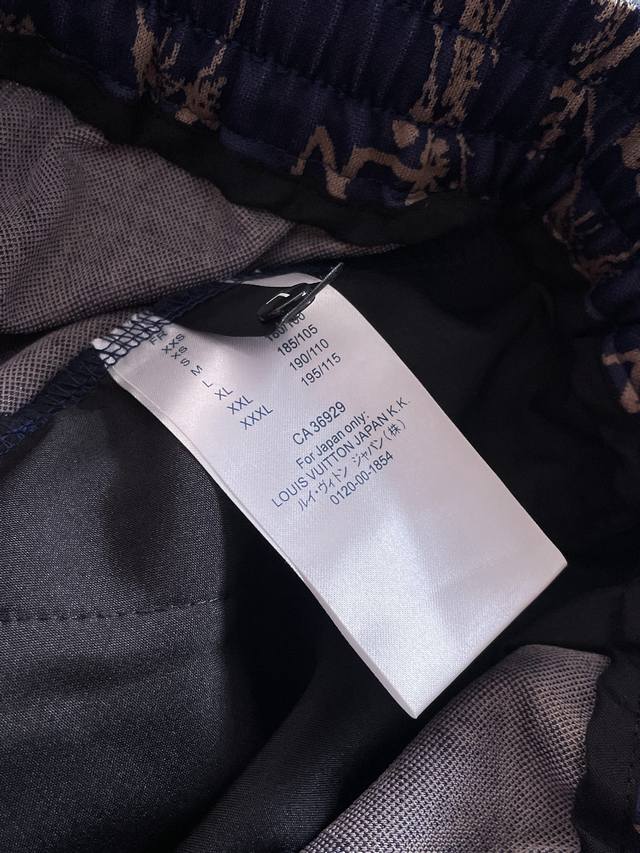 FR
XXS
XS
S
M
L
XL
185/105
XXL
190/110
XXXL
195/115
CA 36929
For Japan only:
LOUIS VUITTON JAPAN K.K.
ルイ・ヴィトン ジャパン(株)
0120-00-1854